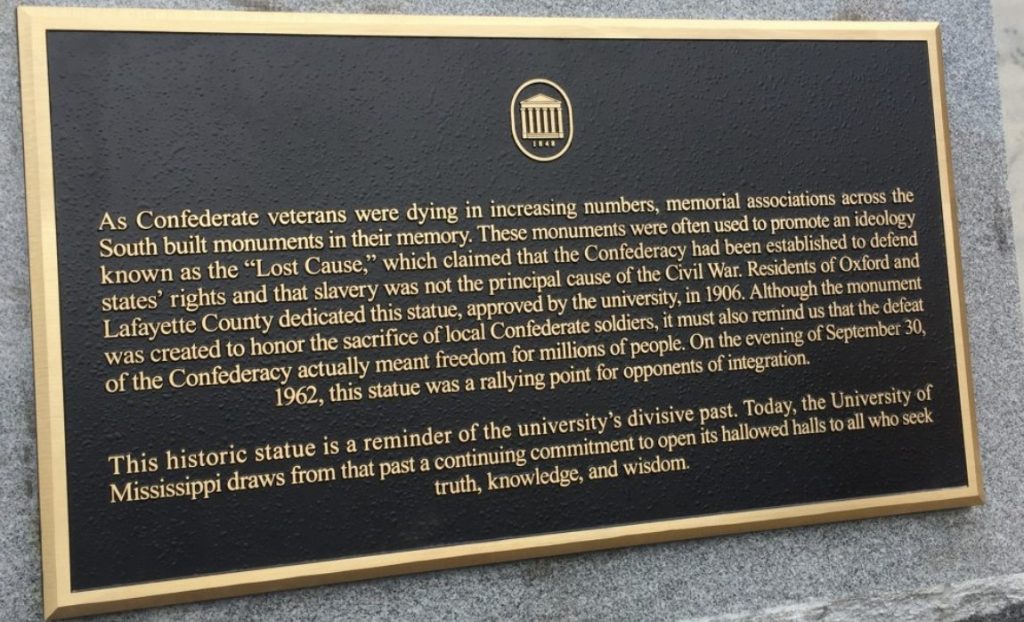 1848
As Confederate veterans were dying in increasing numbers, memorial associations across the
South built monuments in their memory. These monuments were often used to promote an ideology
known as the “Lost Cause,” which claimed that the Confederacy had been established to defend
states’ rights and that slavery was not the principal cause of the Civil War. Residents of Oxford and
Lafayette County dedicated this statue, approved by the university, in 1906. Although the monument
was created to honor the sacrifice of local Confederate soldiers, it must also remind us that the defeat
of the Confederacy actually meant freedom for millions of people. On the evening of September 30,
1962, this statue was a rallying point for opponents of integration.
This historic statue is a reminder of the university’s divisive past. Today, the University of
Mississippi draws from that past a continuing commitment to open its hallowed halls to all who seek
truth, knowledge, and wisdom.